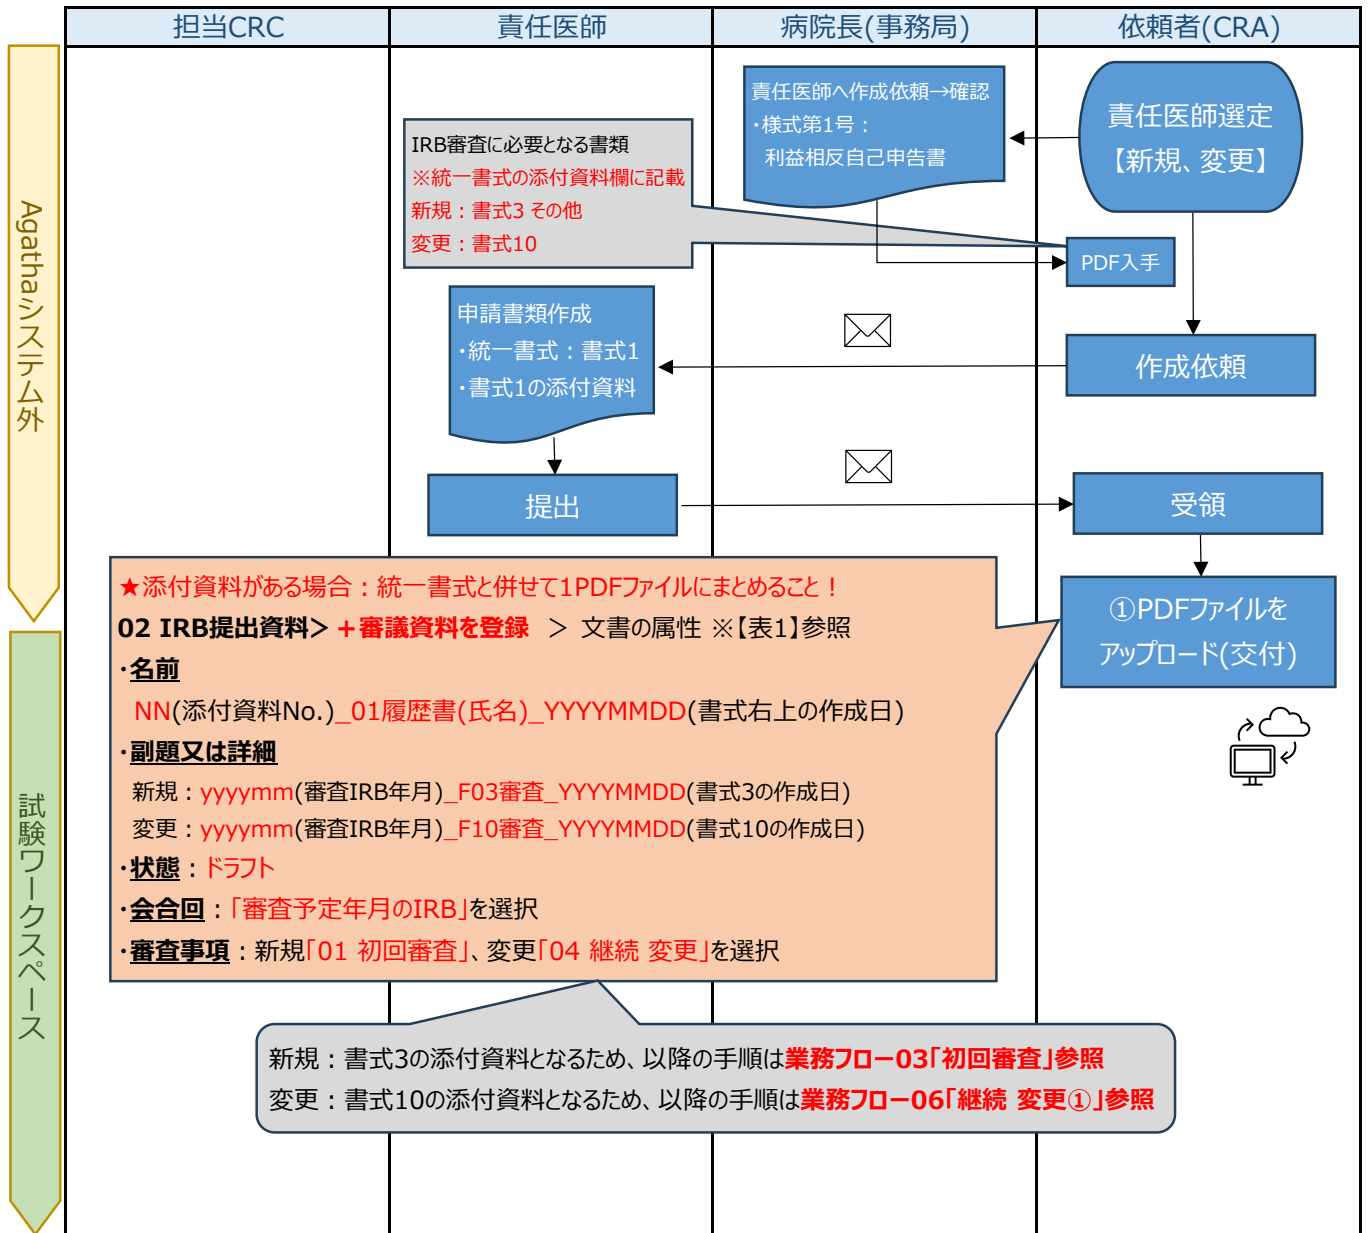 担当CRC
責任医師
病院長(事務局)
依頼者(CRA)
Agathaシステム外
試験ワークスペース
責任医師へ作成依頼→確認
・様式第1号：
利益相反自己申告書
責任医師選定
【新規、変更】
IRB審査に必要となる書類
※統一書式の添付資料欄に記載
新規：書式3 その他
変更：書式10
PDF入手
申請書類作成
・統一書式：書式1
・書式1の添付資料
作成依頼
提出
受領
①PDFファイルを
アップロード(交付)
★添付資料がある場合：統一書式と併せて1PDFファイルにまとめること！
02 IRB提出資料>＋審議資料を登録 ＞ 文書の属性 ※【表1】参照
・名前
NN(添付資料No.)_01履歴書(氏名)_YYYYMMDD(書式右上の作成日)
・副題又は詳細
新規：yyyymm(審査IRB年月)_F03審査_YYYYMMDD(書式3の作成日)
変更：yyyymm(審査IRB年月)_F10審査_YYYYMMDD(書式10の作成日)
・状態：ドラフト
・会合回：「審査予定年月のIRB」を選択
・審査事項：新規「01 初回審査」、変更「04 継続 変更」を選択
新規：書式3の添付資料となるため、以降の手順は業務フロー03「初回審査」参照
変更：書式10の添付資料となるため、以降の手順は業務フロー06「継続 変更①」参照